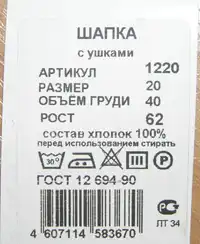 ШАПКА
с ушками
АРТИКУЛ 1220
РАЗМЕР 20
ОБЪЕМ ГРУДИ 40
РОСТ 62
состав хлопок 100%
перед использованием стирать
30°
ГОСТ 12 694-90
ЛТ 34
4 607114 583670